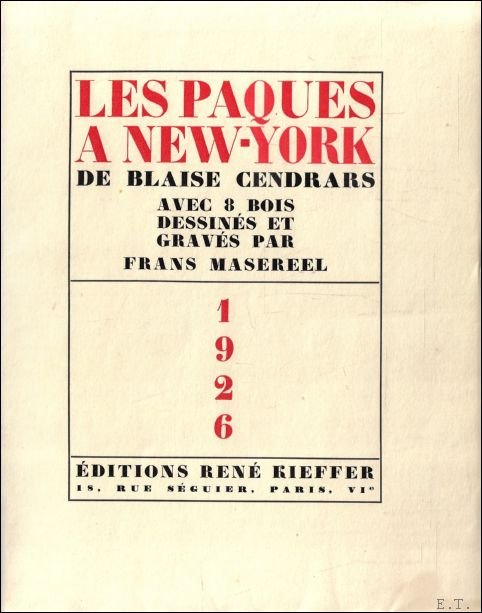 LES PAQUES
A NEW-YORK
DE BLAISE CENDRARS
AVEC 8 BOIS
DESSINÉS ET
GRAVÉS PAR
FRANS MASEREEL
1
9
2
6
ÉDITIONS RENÉ KIEFFER
18, RUE SÉGUIER, PARIS, VIᵉ
E.T.